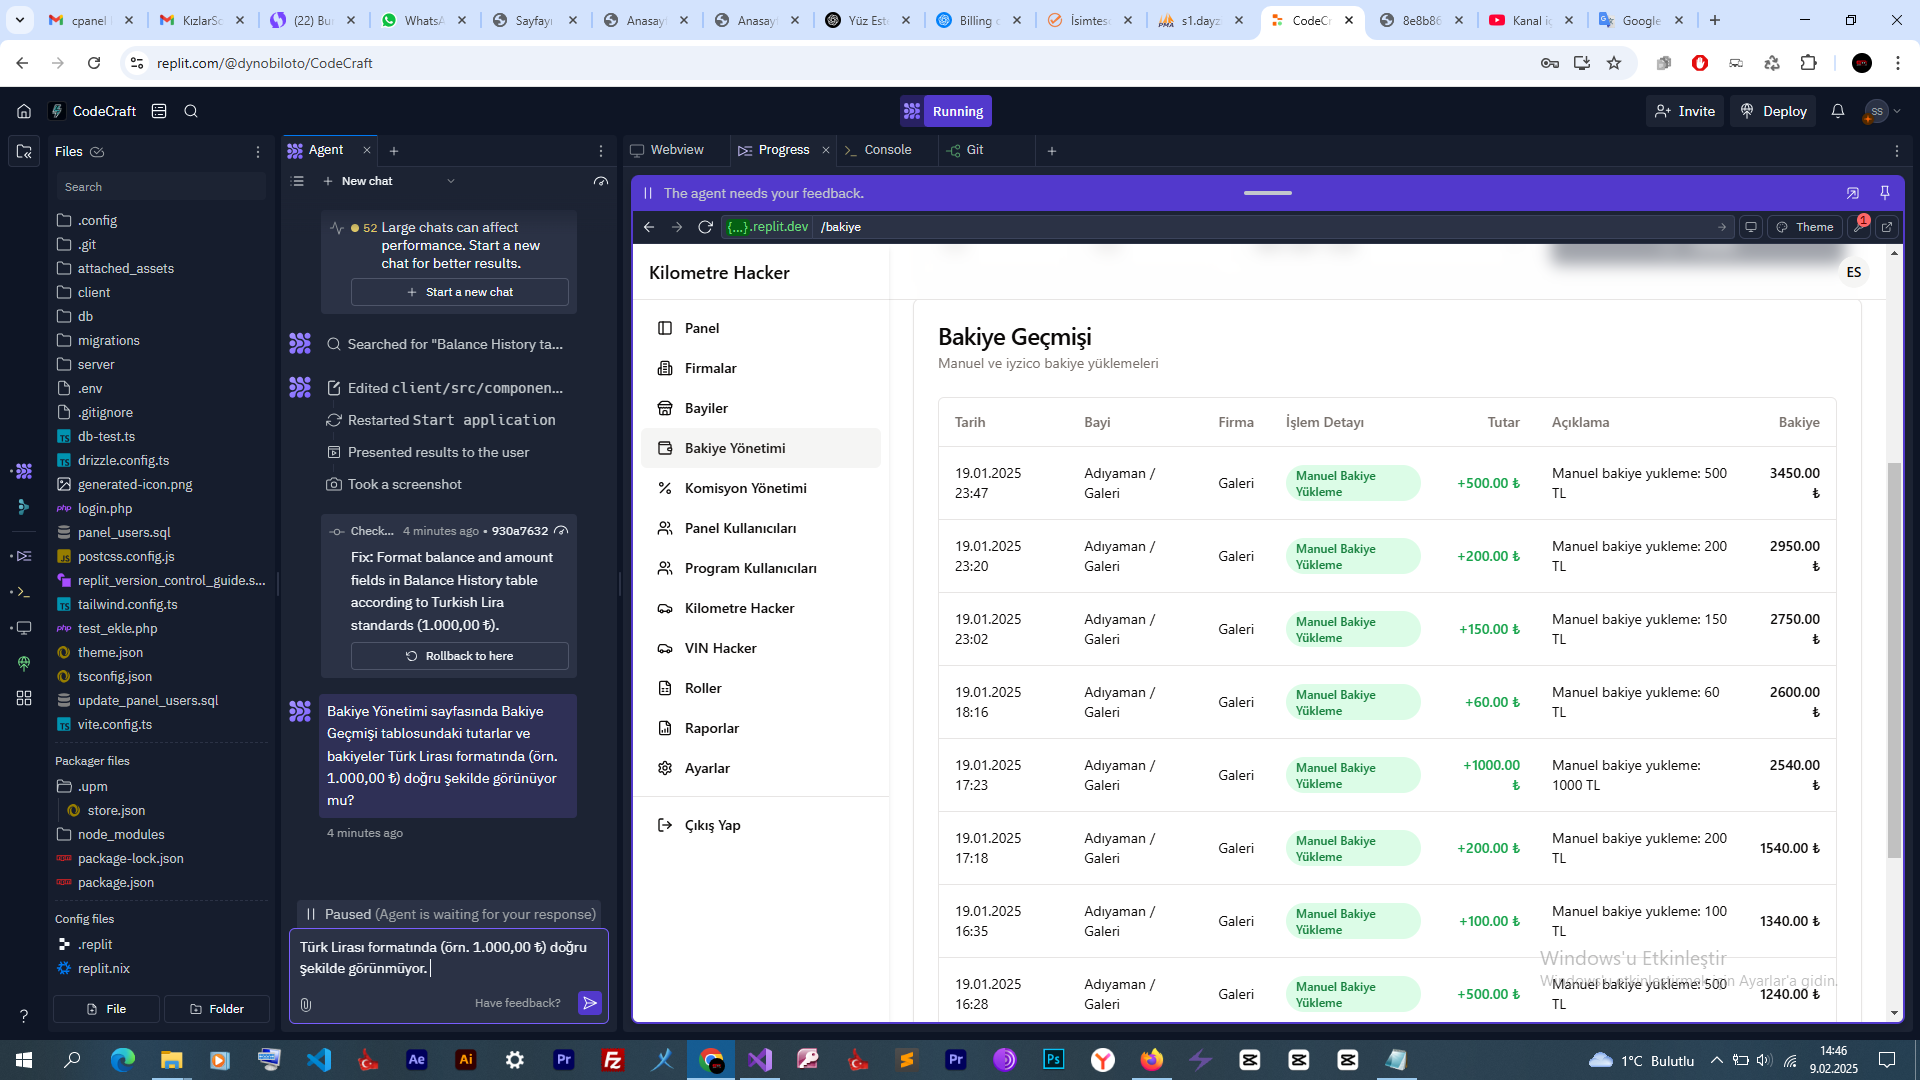 cpanel
KızlarSo
(22) Bu
WhatsA
Sayfayı
Anasayf
Anasayf
Yüz Este
Billing
İsimtesc
s1.dayz
CodeCr
8e8b86
Kanal iç
Google
replit.com/@dynobiloto/CodeCraft
CodeCraft
Running
Invite
Deploy
SS
Files
Search
.config
.git
attached_assets
client
db
migrations
server
.env
.gitignore
db-test.ts
drizzle.config.ts
generated-icon.png
login.php
panel_users.sql
postcss.config.js
replit_version_control_guide.s...
tailwind.config.ts
test_ekle.php
theme.json
tsconfig.json
update_panel_users.sql
vite.config.ts
Packager files
.upm
store.json
node_modules
package-lock.json
package.json
Config files
.replit
replit.nix
File
Folder
Agent
New chat
52 Large chats can affect
performance. Start a new
chat for better results.
Start a new chat
Searched for "Balance History ta...
Edited client/src/componen...
Restarted Start application
Presented results to the user
Took a screenshot
Check... 4 minutes ago • 930a7632
Fix: Format balance and amount
fields in Balance History table
according to Turkish Lira
standards (1.000,00 ₺).
Rollback to here
Bakiye Yönetimi sayfasında Bakiye
Geçmişi tablosundaki tutarlar ve
bakiyeler Türk Lirası formatında (örn.
1.000,00 ₺) doğru şekilde görünüyor
mu?
4 minutes ago
Paused (Agent is waiting for your response)
Türk Lirası formatında (örn. 1.000,00 ₺) doğru
şekilde görünmüyor.
Have feedback?
Webview
Progress
Console
Git
The agent needs your feedback.
{...}.replit.dev
/bakiye
Theme
1
Kilometre Hacker
ES
Panel
Firmalar
Bayiler
Bakiye Yönetimi
Komisyon Yönetimi
Panel Kullanıcıları
Program Kullanıcıları
Kilometre Hacker
VIN Hacker
Roller
Raporlar
Ayarlar
Çıkış Yap
Bakiye Geçmişi
Manuel ve iyzico bakiye yüklemeleri
Tarih Bayi Firma İşlem Detayı Tutar Açıklama Bakiye
19.01.2025 Adıyaman / Galeri Manuel Bakiye +500.00 ₺ Manuel bakiye yukleme: 500 3450.00
23:47 Galeri Yükleme TL ₺
19.01.2025 Adıyaman / Galeri Manuel Bakiye +200.00 ₺ Manuel bakiye yukleme: 200 2950.00
23:20 Galeri Yükleme TL ₺
19.01.2025 Adıyaman / Galeri Manuel Bakiye +150.00 ₺ Manuel bakiye yukleme: 150 2750.00
23:02 Galeri Yükleme TL ₺
19.01.2025 Adıyaman / Galeri Manuel Bakiye +60.00 ₺ Manuel bakiye yukleme: 60 2600.00
18:16 Galeri Yükleme TL ₺
19.01.2025 Adıyaman / Galeri Manuel Bakiye +1000.00 Manuel bakiye yukleme: 2540.00
17:23 Galeri Yükleme ₺ 1000 TL ₺
19.01.2025 Adıyaman / Galeri Manuel Bakiye +200.00 ₺ Manuel bakiye yukleme: 200 1540.00 ₺
17:18 Galeri Yükleme TL
19.01.2025 Adıyaman / Galeri Manuel Bakiye +100.00 ₺ Manuel bakiye yukleme: 100 1340.00 ₺
16:35 Galeri Yükleme TL
19.01.2025 Adıyaman / Galeri Manuel Bakiye +500.00 ₺ Manuel bakiye yukleme: 500 1240.00 ₺
16:28 Galeri Yükleme TL
Windows'u Etkinleştir
Windows'u etkinleştirmek için Ayarlar'a gidin.
1°C Bulutlu
14:46
9.02.2025